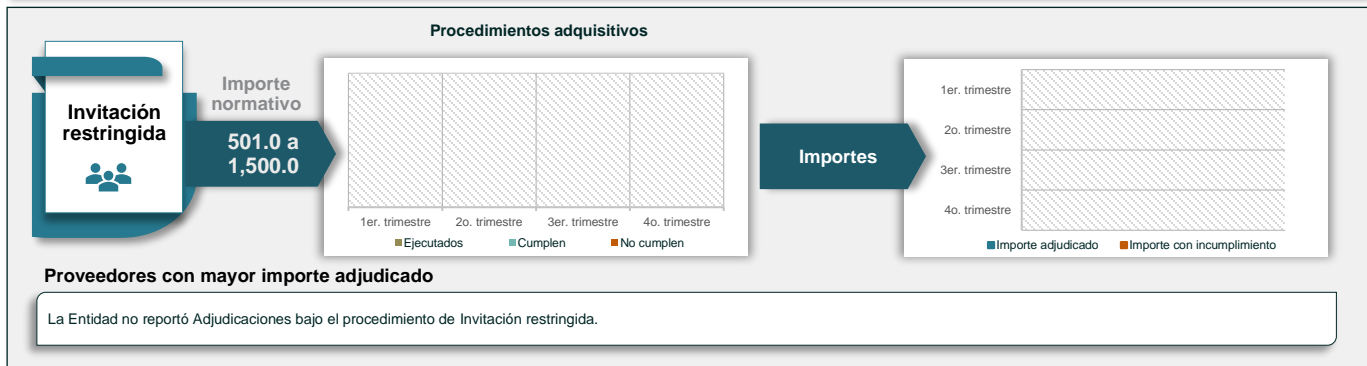 Procedimientos adquisitivos
Invitación
restringida
Importe
normativo
501.0 a
1,500.0
1er. trimestre 2o. trimestre 3er. trimestre 4o. trimestre
Ejecutados Cumplen No cumplen
Importes
1er. trimestre
2o. trimestre
3er. trimestre
4o. trimestre
Importe adjudicado Importe con incumplimiento
Proveedores con mayor importe adjudicado
La Entidad no reportó Adjudicaciones bajo el procedimiento de Invitación restringida.